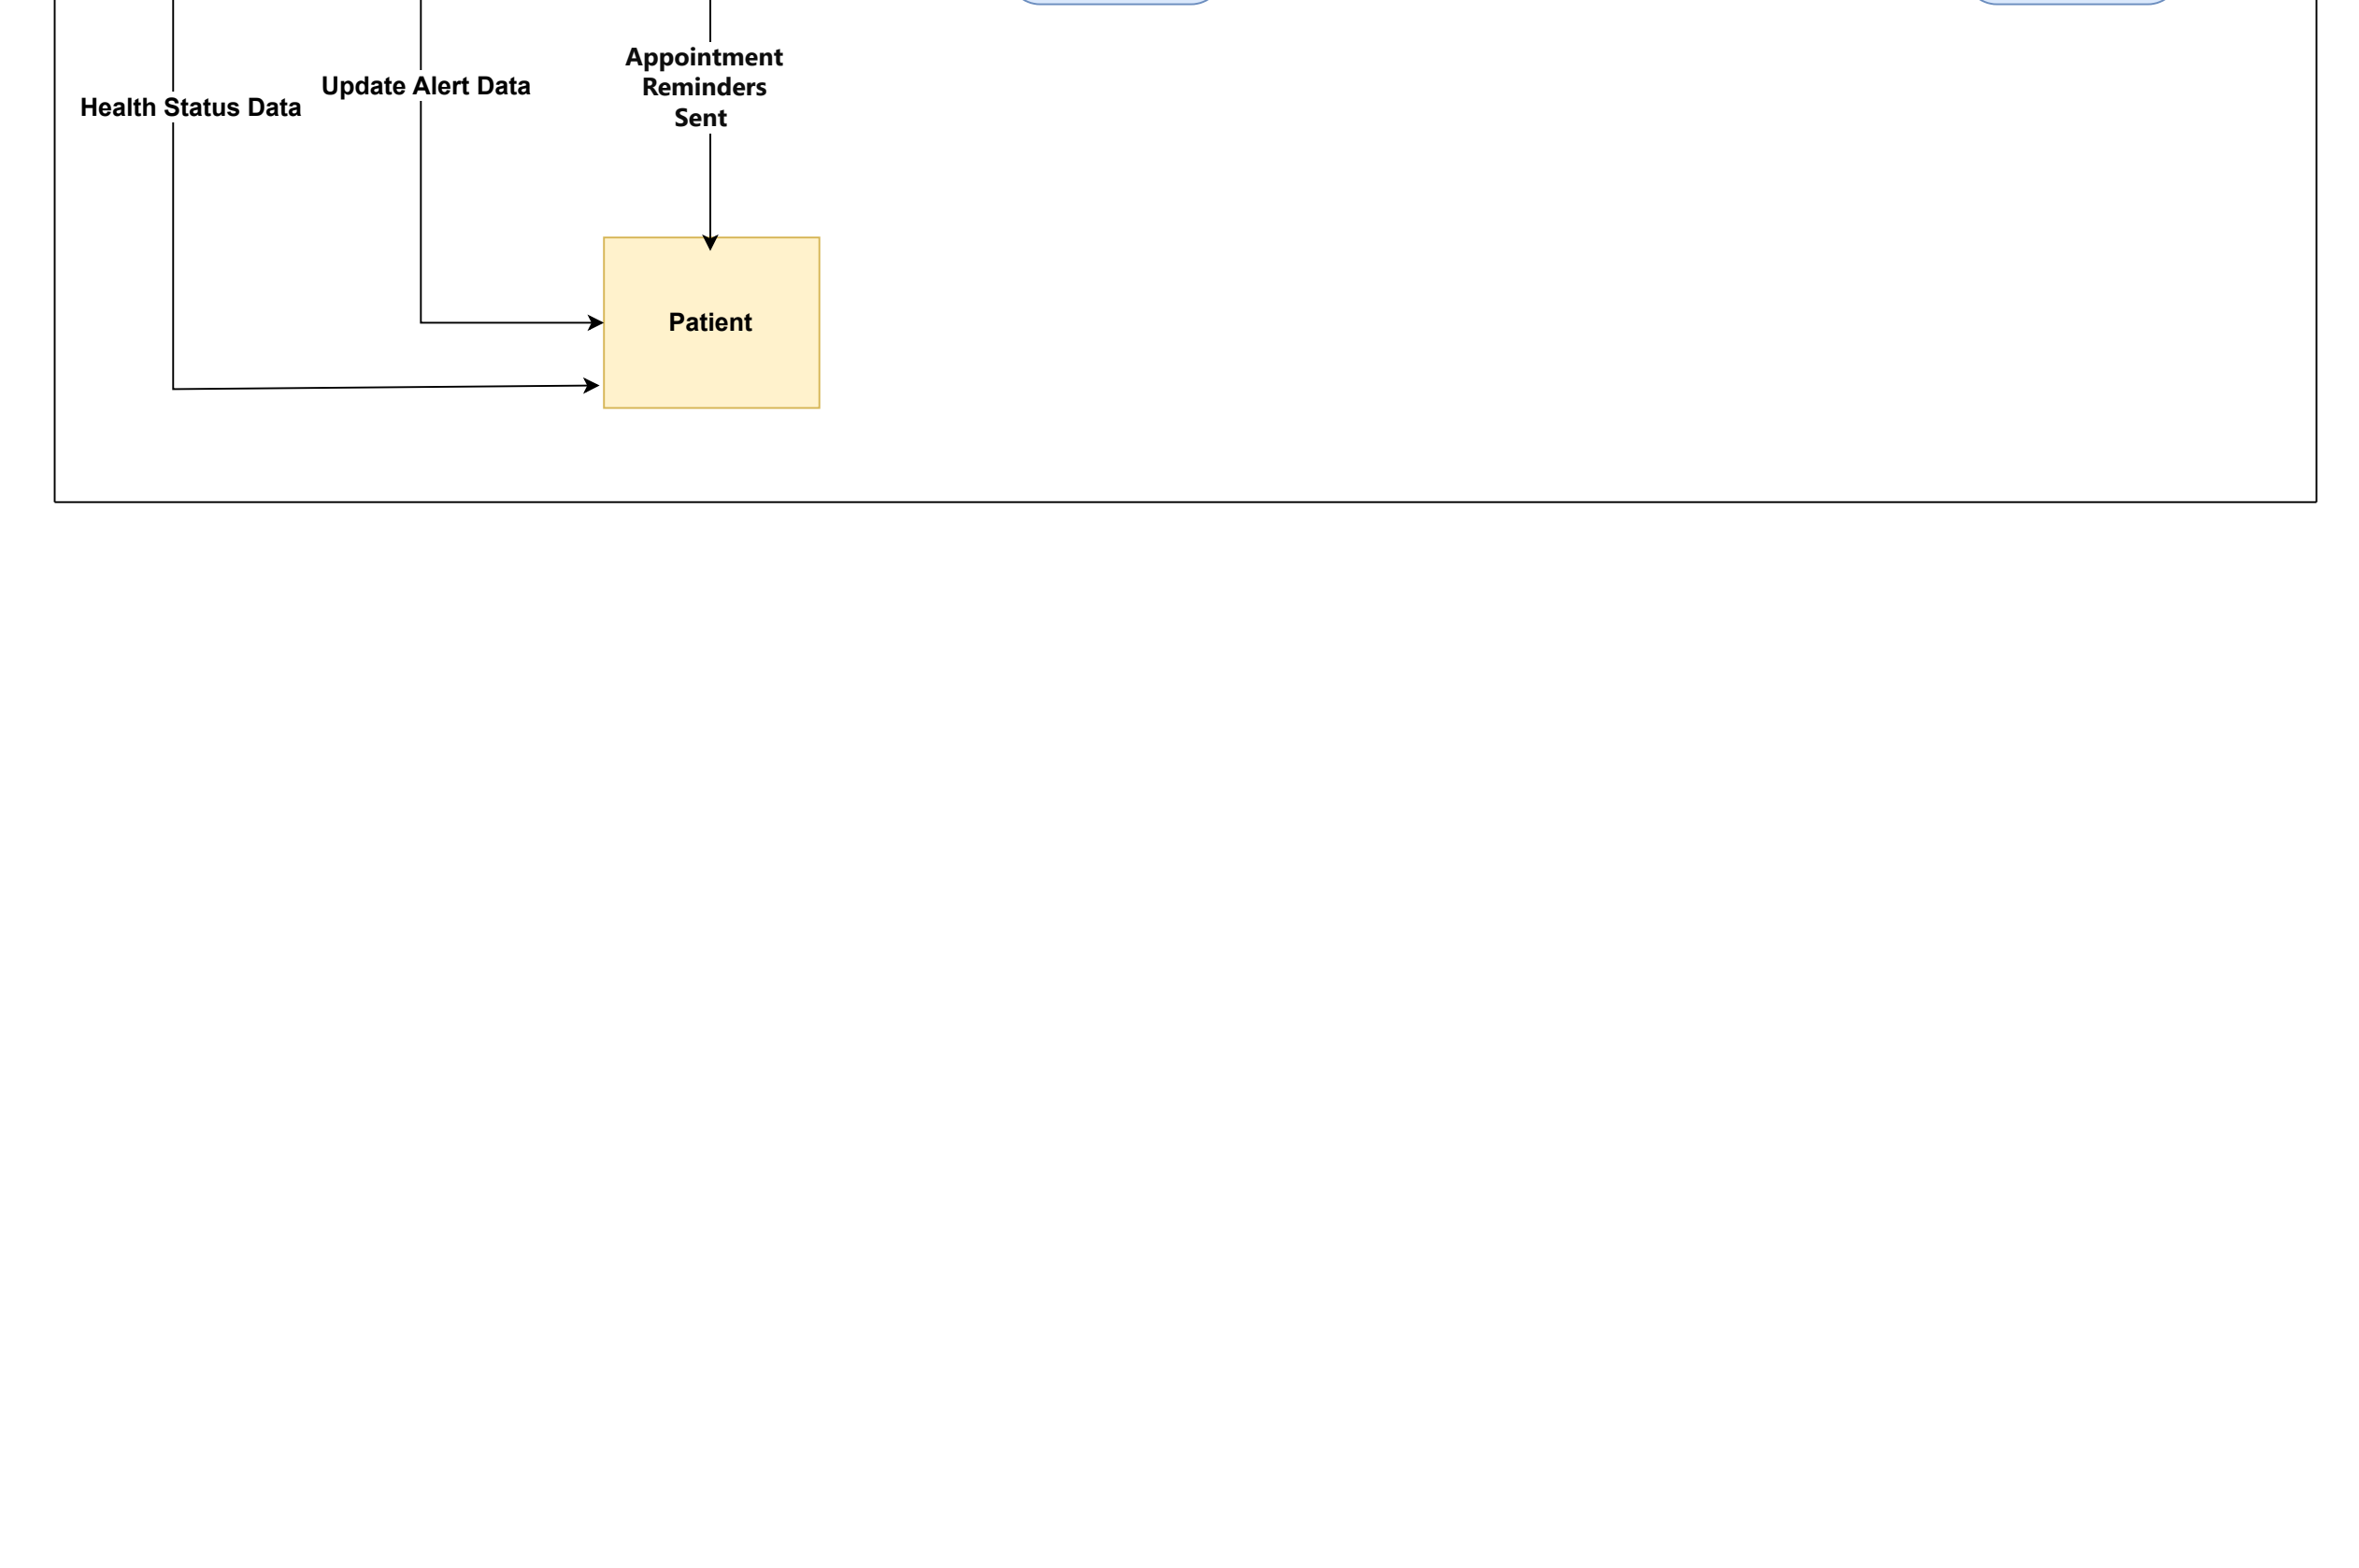 Appointment
Reminders
Sent
Update Alert Data
Health Status Data
Patient